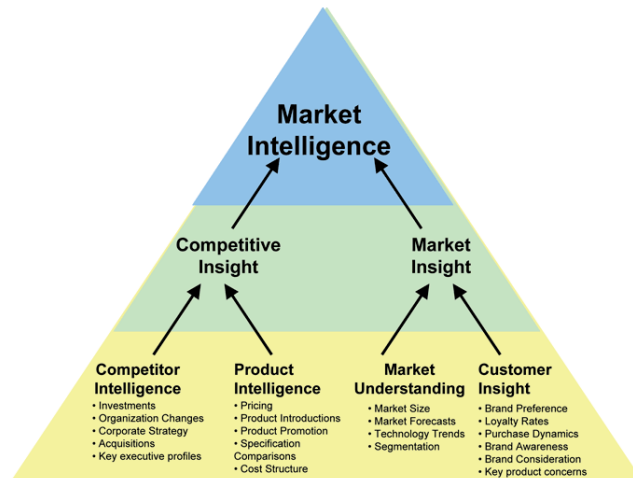 Market
Intelligence
Competitive
Insight
Market
Insight
Competitor
Intelligence
• Investments
• Organization Changes
• Corporate Strategy
• Acquisitions
• Key executive profiles
Product
Intelligence
• Pricing
• Product Introductions
• Product Promotion
• Specification
Comparisons
• Cost Structure
Market
Understanding
• Market Size
• Market Forecasts
• Technology Trends
• Segmentation
Customer
Insight
• Brand Preference
• Loyalty Rates
• Purchase Dynamics
• Brand Awareness
• Brand Consideration
• Key product concerns